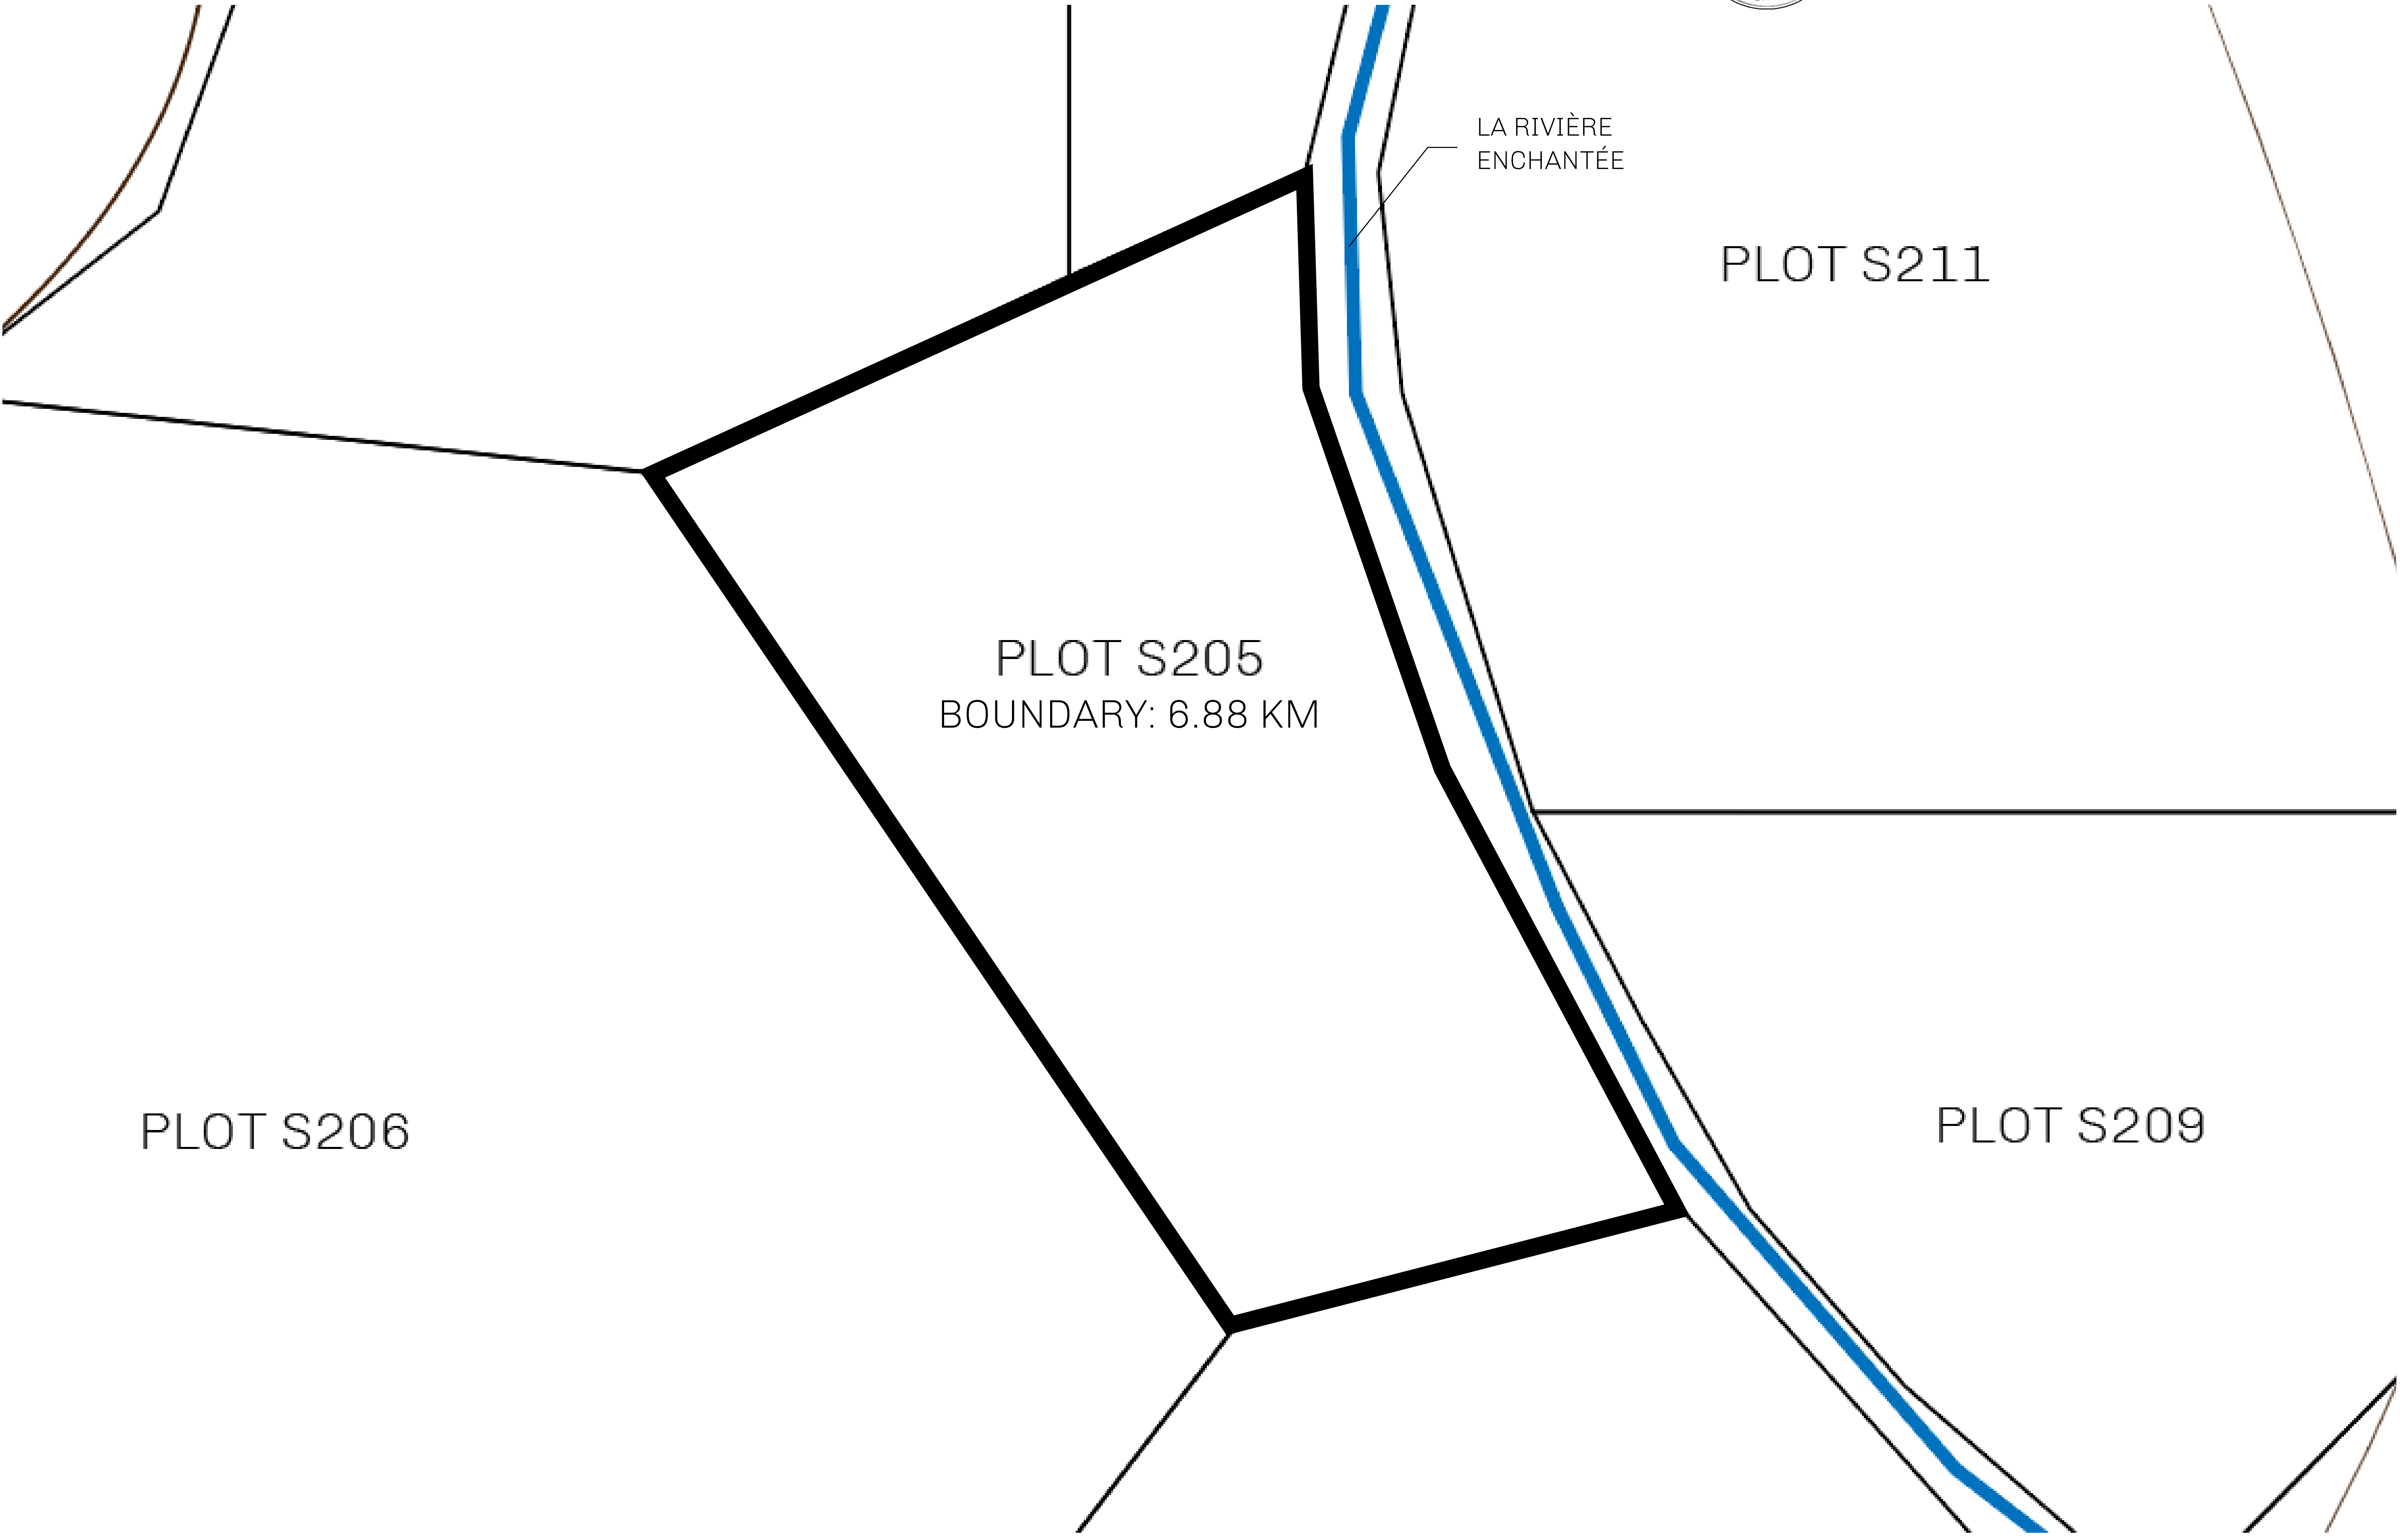 LA RIVIÈRE
ENCHANTÉE
PLOT S211
PLOT S205
BOUNDARY: 6.88 KM
PLOT S206
PLOT S209